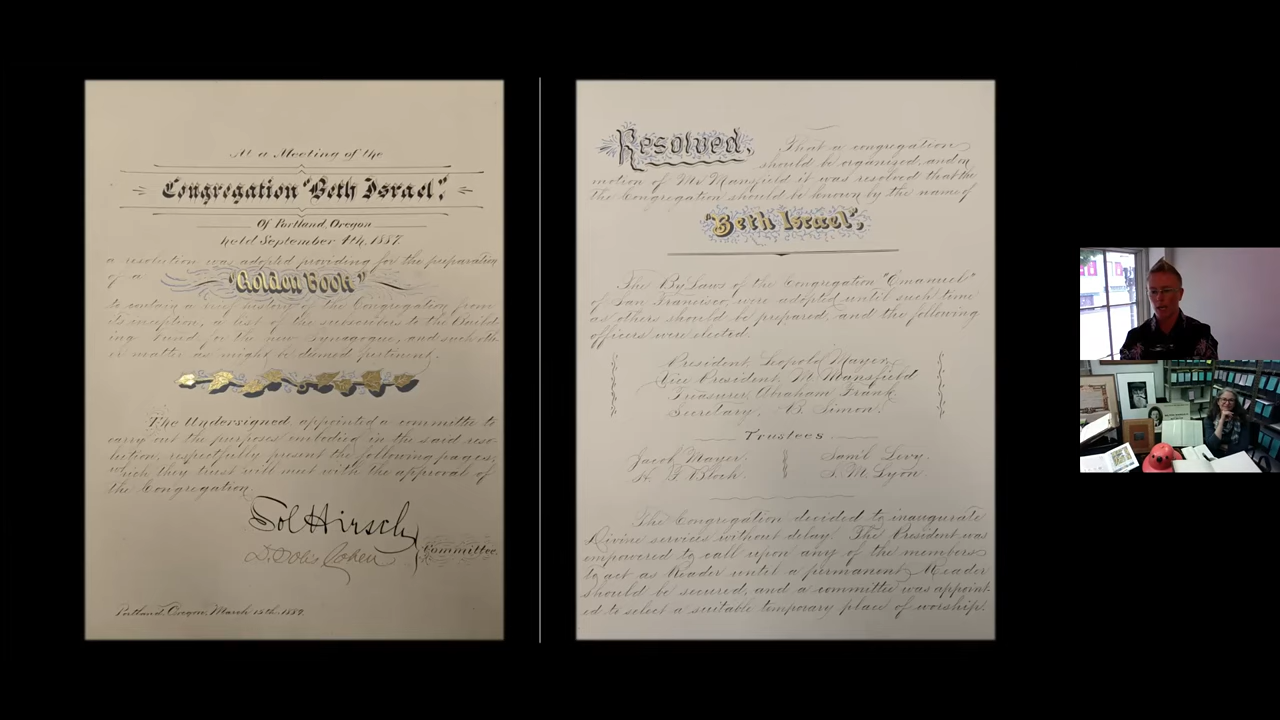 At a Meeting of the
Congregation "Beth Israel",
Of Portland, Oregon
held September 4th, 1887.
a resolution was adopted providing for the preparation
of a "Golden Book"
to contain a brief history of the Congregation from
its inception, a list of the subscribers to the Build-
ing Fund for the new Synagogue, and such oth-
er matter as might be deemed pertinent.
The Undersigned appointed a committee to
carry out the purposes embodied in the said reso-
lution, respectfully present the following pages,
which they trust will meet with the approval of
the Congregation.
Sol Hirsch
D. Solis Cohen
Committee.
Portland, Oregon, March 15th 1889.
Resolved, That a congregation
should be organized, and on
motion of Mr Mansfield it was resolved that the
the Congregation should be known by the name of
"Beth Israel",
The By Laws of the Congregation "Emanuel"
of San Francisco, were adopted until such time
as others should be prepared, and the following
officers were elected.
President, Leopold Mayer,
Vice President, M. Mansfield
Treasurer, Abraham Frank,
Secretary, B. Simon.
Trustees
Jacob Mayer. Saml Levy.
H. F. Bloch. S. M. Lyon.
The Congregation decided to inaugurate
Divine services without delay. The President was
empowered to call upon any of the members
to act as Reader until a permanent Reader
should be secured, and a committee was appoint-
ed to select a suitable temporary place of worship.